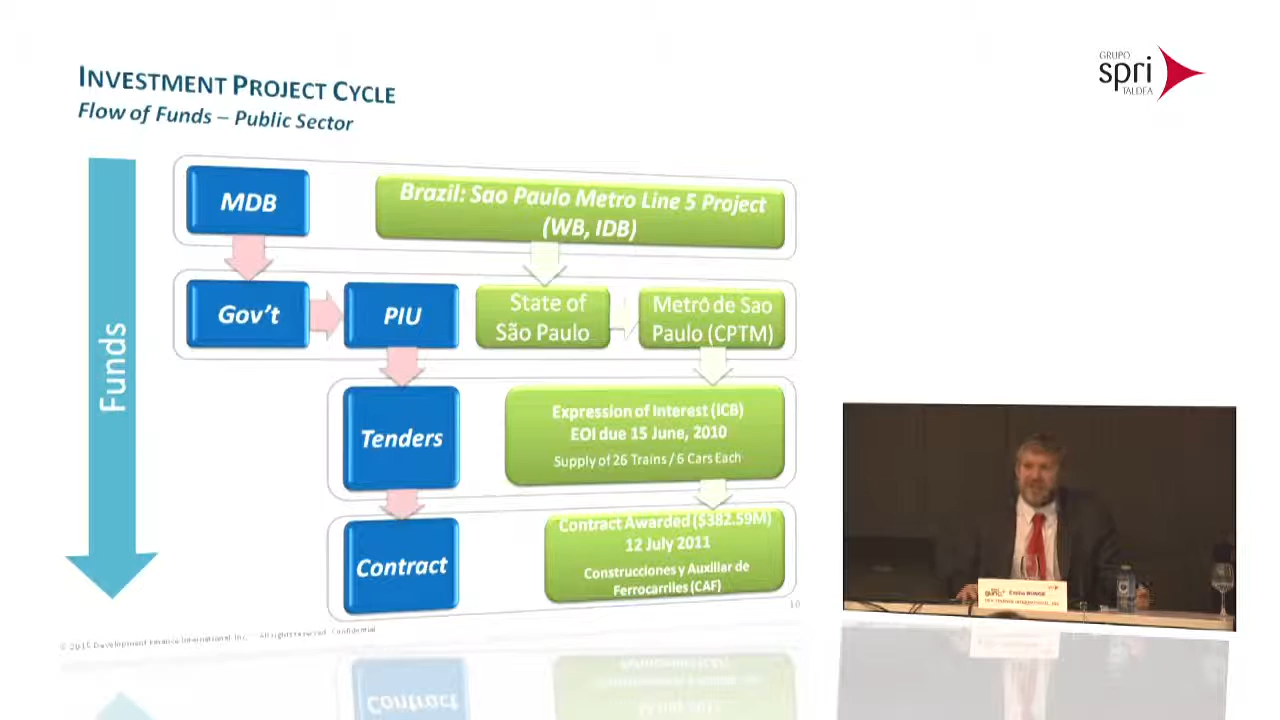 INVESTMENT PROJECT CYCLE
Flow of Funds – Public Sector
GRUPO
spri
TALDEA
Funds
MDB
Brazil: Sao Paulo Metro Line 5 Project
(WB, IDB)
Gov't
PIU
State of
São Paulo
Metrô de Sao
Paulo (CPTM)
Tenders
Expression of Interest (ICB)
EOI due 15 June, 2010
Supply of 26 Trains / 6 Cars Each
Contract
Contract Awarded ($382.59M)
12 July 2011
Construcciones y Auxiliar de
Ferrocarriles (CAF)
10
© 2015 Development Finance International Inc. All rights reserved. Confidential
Contract